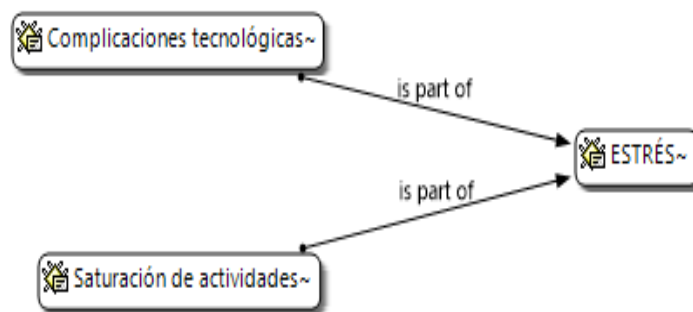 Complicaciones tecnológicas~
is part of
ESTRÉS~
is part of
Saturación de actividades~